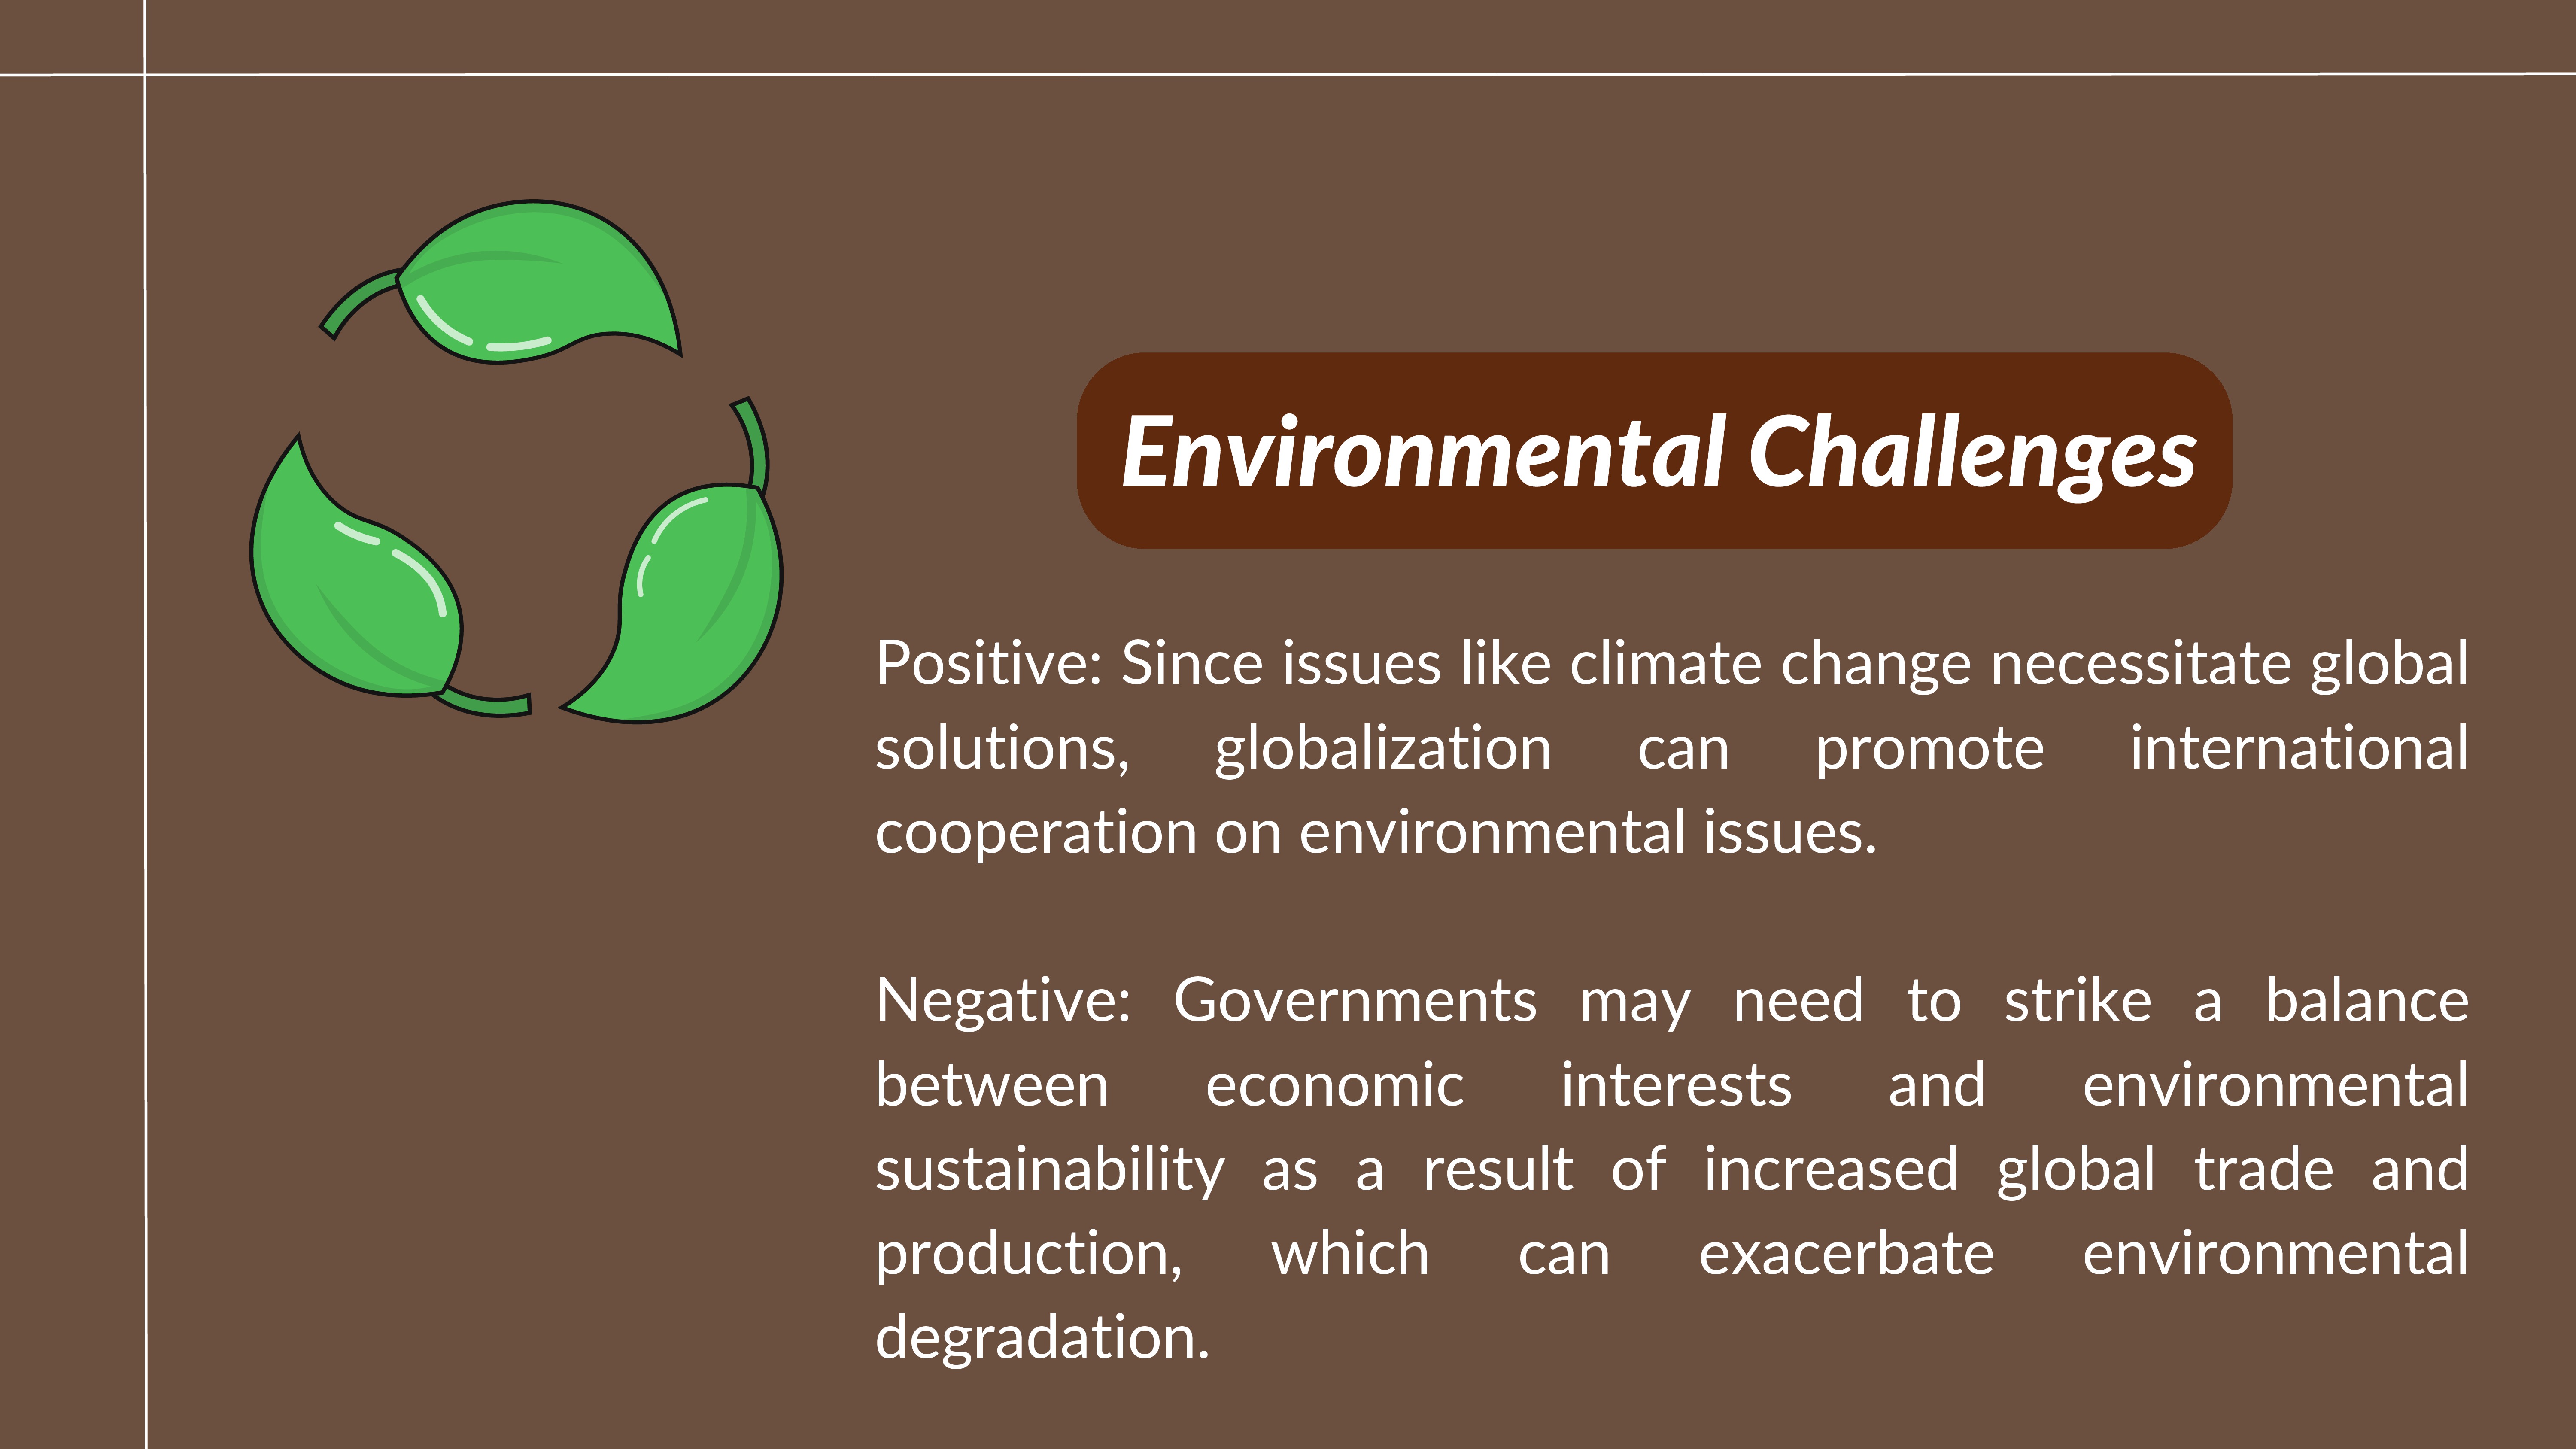 Environmental Challenges
Positive: Since issues like climate change necessitate global
solutions, globalization can promote international
cooperation on environmental issues.
Negative: Governments may need to strike a balance
between economic interests and environmental
sustainability as a result of increased global trade and
production, which can exacerbate environmental
degradation.